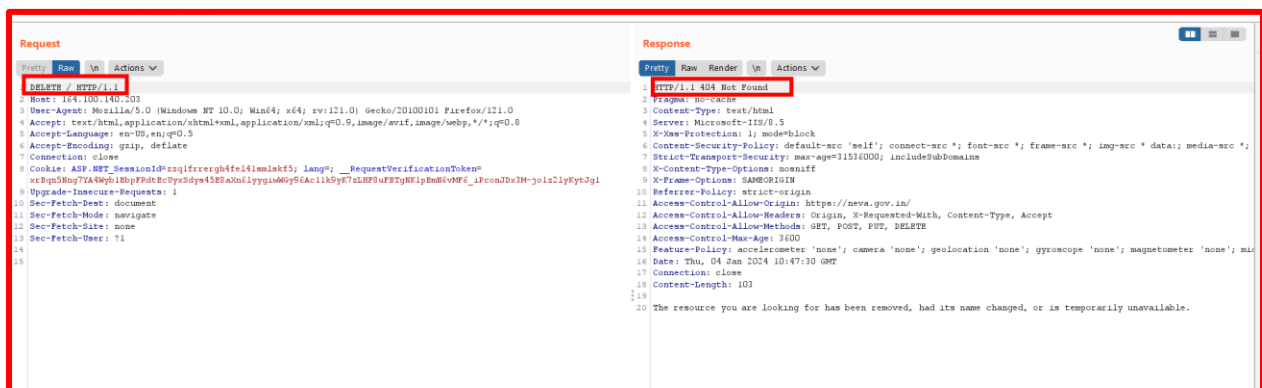 Request
Pretty Raw \n Actions
1 DELETE / HTTP/1.1
2 Host: 164.100.140.203
3 User-Agent: Mozilla/5.0 (Windows NT 10.0; Win64; x64; rv:121.0) Gecko/20100101 Firefox/121.0
4 Accept: text/html,application/xhtml+xml,application/xml;q=0.9,image/avif,image/webp,*/*;q=0.8
5 Accept-Language: en-US,en;q=0.5
6 Accept-Encoding: gzip, deflate
7 Connection: close
8 Cookie: ASP.NET_SessionId= lang=; __RequestVerificationToken=
9 Upgrade-Insecure-Requests: 1
10 Sec-Fetch-Dest: document
11 Sec-Fetch-Mode: navigate
12 Sec-Fetch-Site: none
13 Sec-Fetch-User: ?1
14
15
Response
Pretty Raw Render \n Actions
1 HTTP/1.1 404 Not Found
2 Pragma: no-cache
3 Content-Type: text/html
4 Server: Microsoft-IIS/8.5
5 X-Xss-Protection: 1; mode=block
6 Content-Security-Policy: default-src 'self'; connect-src *; font-src *; frame-src *; img-src * data:; media-src *;
7 Strict-Transport-Security: max-age=31536000; includeSubDomains
8 X-Content-Type-Options: nosniff
9 X-Frame-Options: SAMEORIGIN
10 Referrer-Policy: strict-origin
11 Access-Control-Allow-Origin: https://neva.gov.in/
12 Access-Control-Allow-Headers: Origin, X-Requested-With, Content-Type, Accept
13 Access-Control-Allow-Methods: GET, POST, PUT, DELETE
14 Access-Control-Max-Age: 3600
15 Feature-Policy: accelerometer 'none'; camera 'none'; geolocation 'none'; gyroscope 'none'; magnetometer 'none';
16 Date: Thu, 04 Jan 2024 10:47:30 GMT
17 Connection: close
18 Content-Length: 103
19
20 The resource you are looking for has been removed, had its name changed, or is temporarily unavailable.